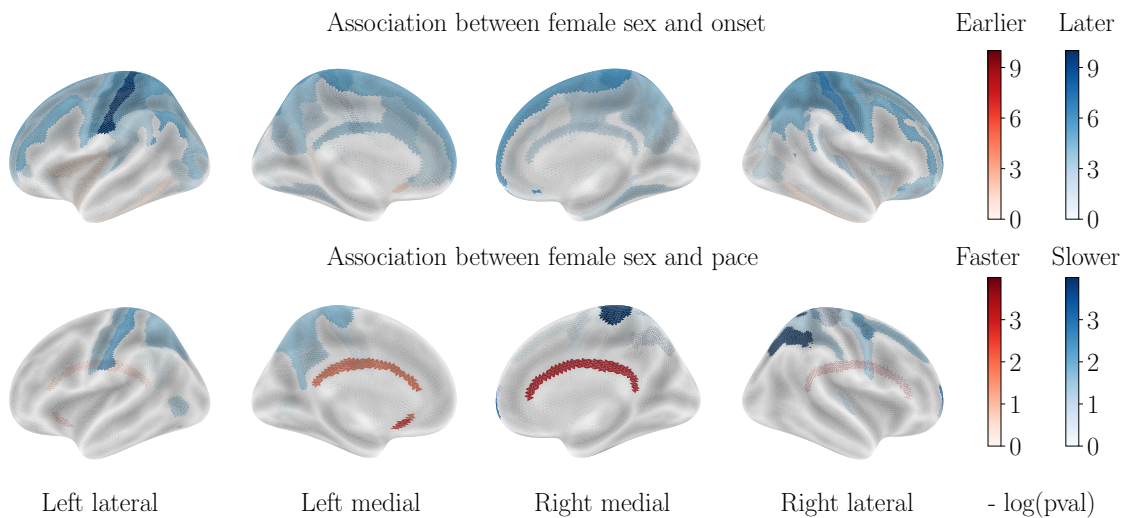 Association between female sex and onset
Earlier Later
9 9
6 6
3 3
0 0
Association between female sex and pace
Faster Slower
3 3
2 2
1 1
0 0
Left lateral Left medial Right medial Right lateral - log(pval)